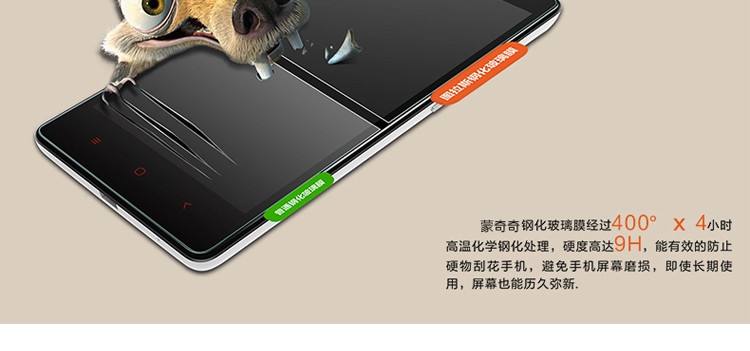 图拉斯钢化玻璃膜
普通钢化玻璃膜
蒙奇奇钢化玻璃膜经过400° x 4小时
高温化学钢化处理，硬度高达9H，能有效的防止
硬物刮花手机，避免手机屏幕磨损，即使长期使
用，屏幕也能历久弥新.